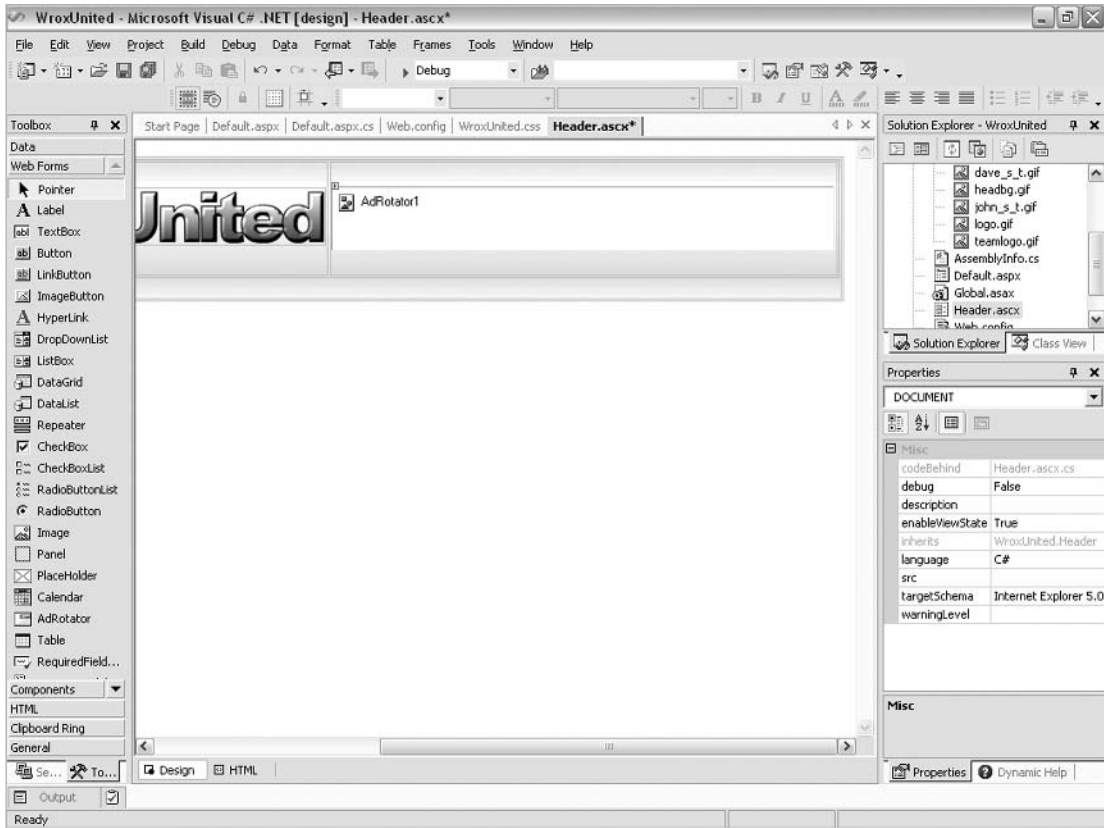 WroxUnited - Microsoft Visual C# .NET [design] - Header.ascx*
File Edit View Project Build Debug Data Format Table Frames Tools Window Help
Debug
B I U
Toolbox
Start Page Default.aspx Default.aspx.cs Web.config WroxUnited.css Header.ascx*
Solution Explorer - WroxUnited
Data
Web Forms
Pointer
Label
TextBox
Button
LinkButton
ImageButton
HyperLink
DropDownList
ListBox
DataGrid
DataList
Repeater
CheckBox
CheckBoxList
RadioButtonList
RadioButton
Image
Panel
PlaceHolder
Calendar
AdRotator
Table
RequiredField...
Components
HTML
Clipboard Ring
General
Se... To...
United
AdRotator1
Design HTML
dave_s_t.gif
headbg.gif
john_s_t.gif
logo.gif
teamlogo.gif
AssemblyInfo.cs
Default.aspx
Global.asax
Header.ascx
Web.config
Solution Explorer Class View
Properties
DOCUMENT
Misc
codeBehind Header.ascx.cs
debug False
description
enableViewState True
inherits WroxUnited.Header
language C#
src
targetSchema Internet Explorer 5.0
warningLevel
Misc
Properties Dynamic Help
Output
Ready